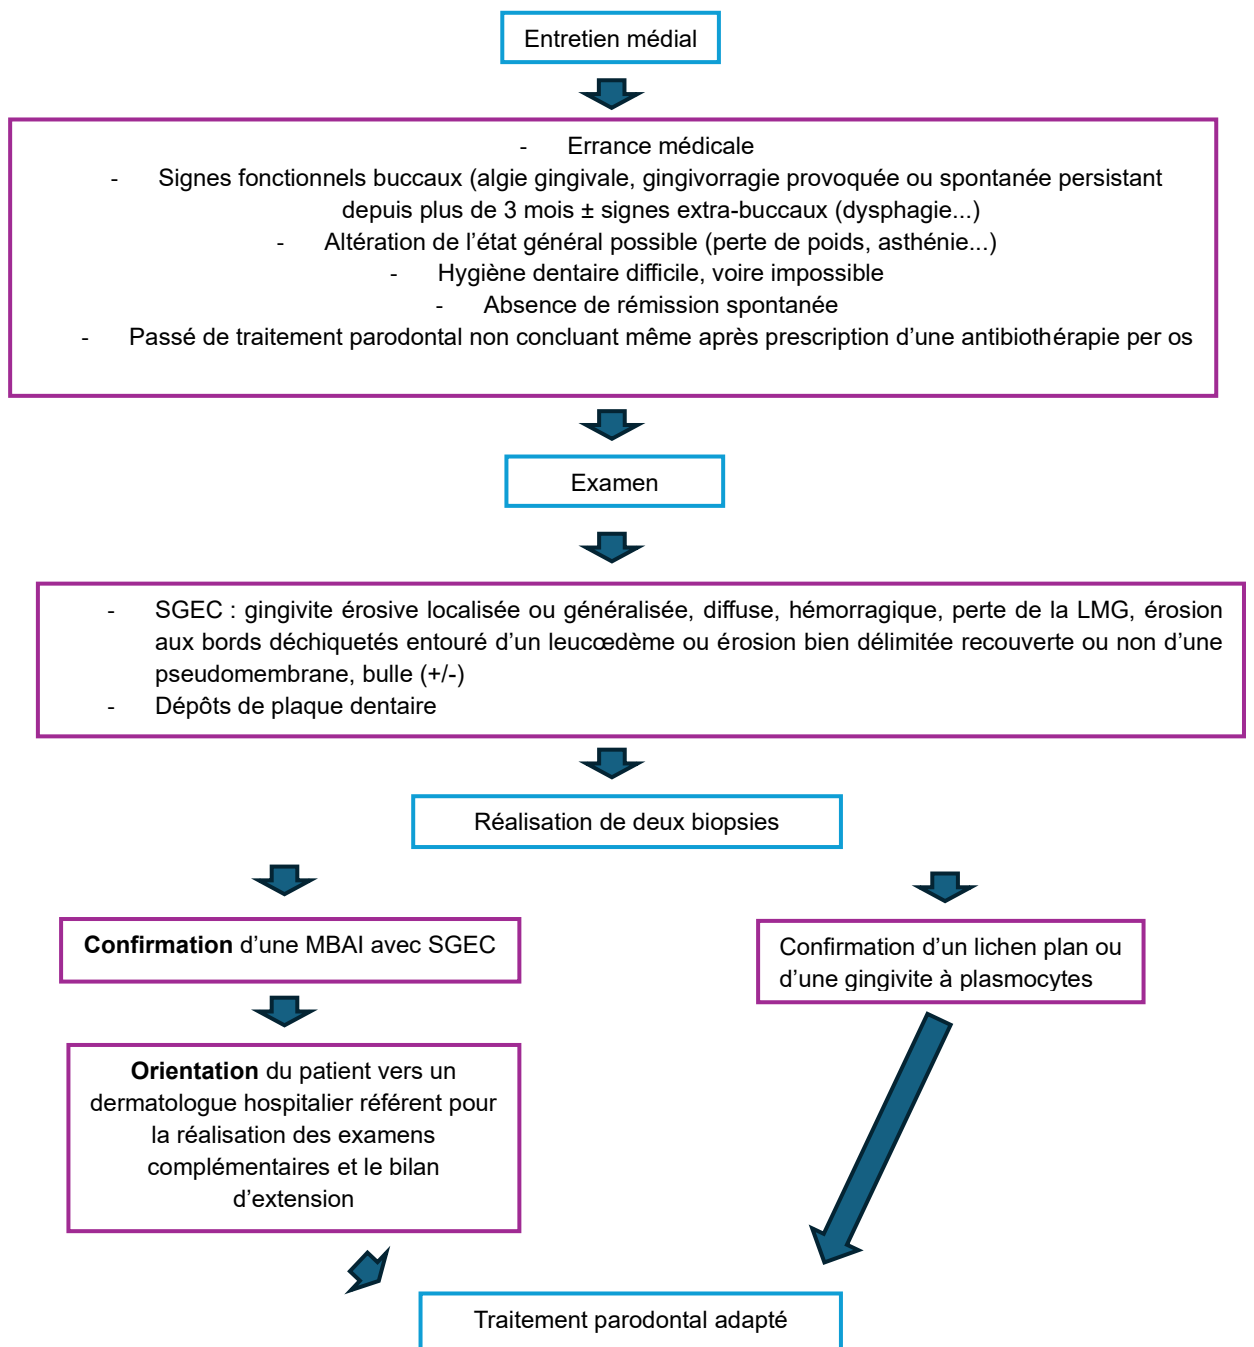 Entretien médial
- Errance médicale
- Signes fonctionnels buccaux (algie gingivale, gingivorragie provoquée ou spontanée persistant
depuis plus de 3 mois ± signes extra-buccaux (dysphagie...)
- Altération de l’état général possible (perte de poids, asthénie...)
- Hygiène dentaire difficile, voire impossible
- Absence de rémission spontanée
- Passé de traitement parodontal non concluant même après prescription d’une antibiothérapie per os
Examen
- SGEC : gingivite érosive localisée ou généralisée, diffuse, hémorragique, perte de la LMG, érosion
aux bords déchiquetés entouré d’un leucœdème ou érosion bien délimitée recouverte ou non d’une
pseudomembrane, bulle (+/-)
- Dépôts de plaque dentaire
Réalisation de deux biopsies
Confirmation d’une MBAI avec SGEC
Confirmation d’un lichen plan ou
d’une gingivite à plasmocytes
Orientation du patient vers un
dermatologue hospitalier référent pour
la réalisation des examens
complémentaires et le bilan
d’extension
Traitement parodontal adapté